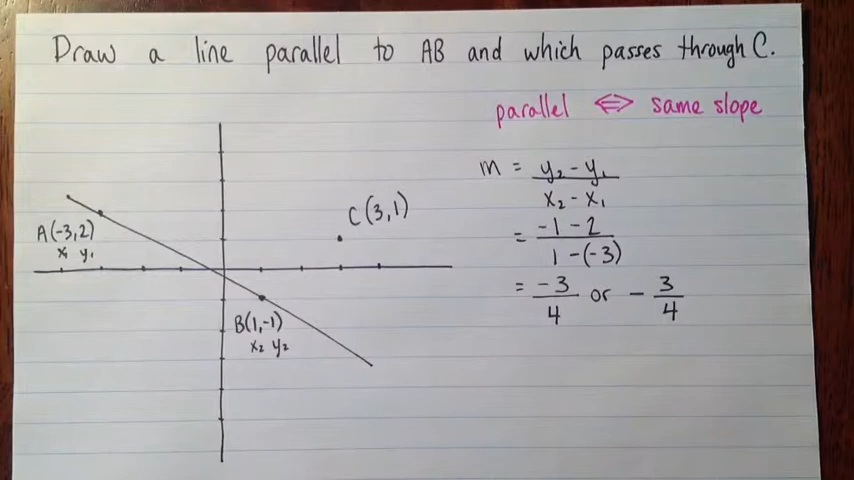 Draw a line parallel to AB and which passes through C.
parallel ⇔ same slope
m = y₂ - y₁
x₂ - x₁
= -1 - 2
1 - (-3)
= -3 or - 3
4 4
C(3,1)
A(-3,2)
x₁ y₁
B(1,-1)
x₂ y₂